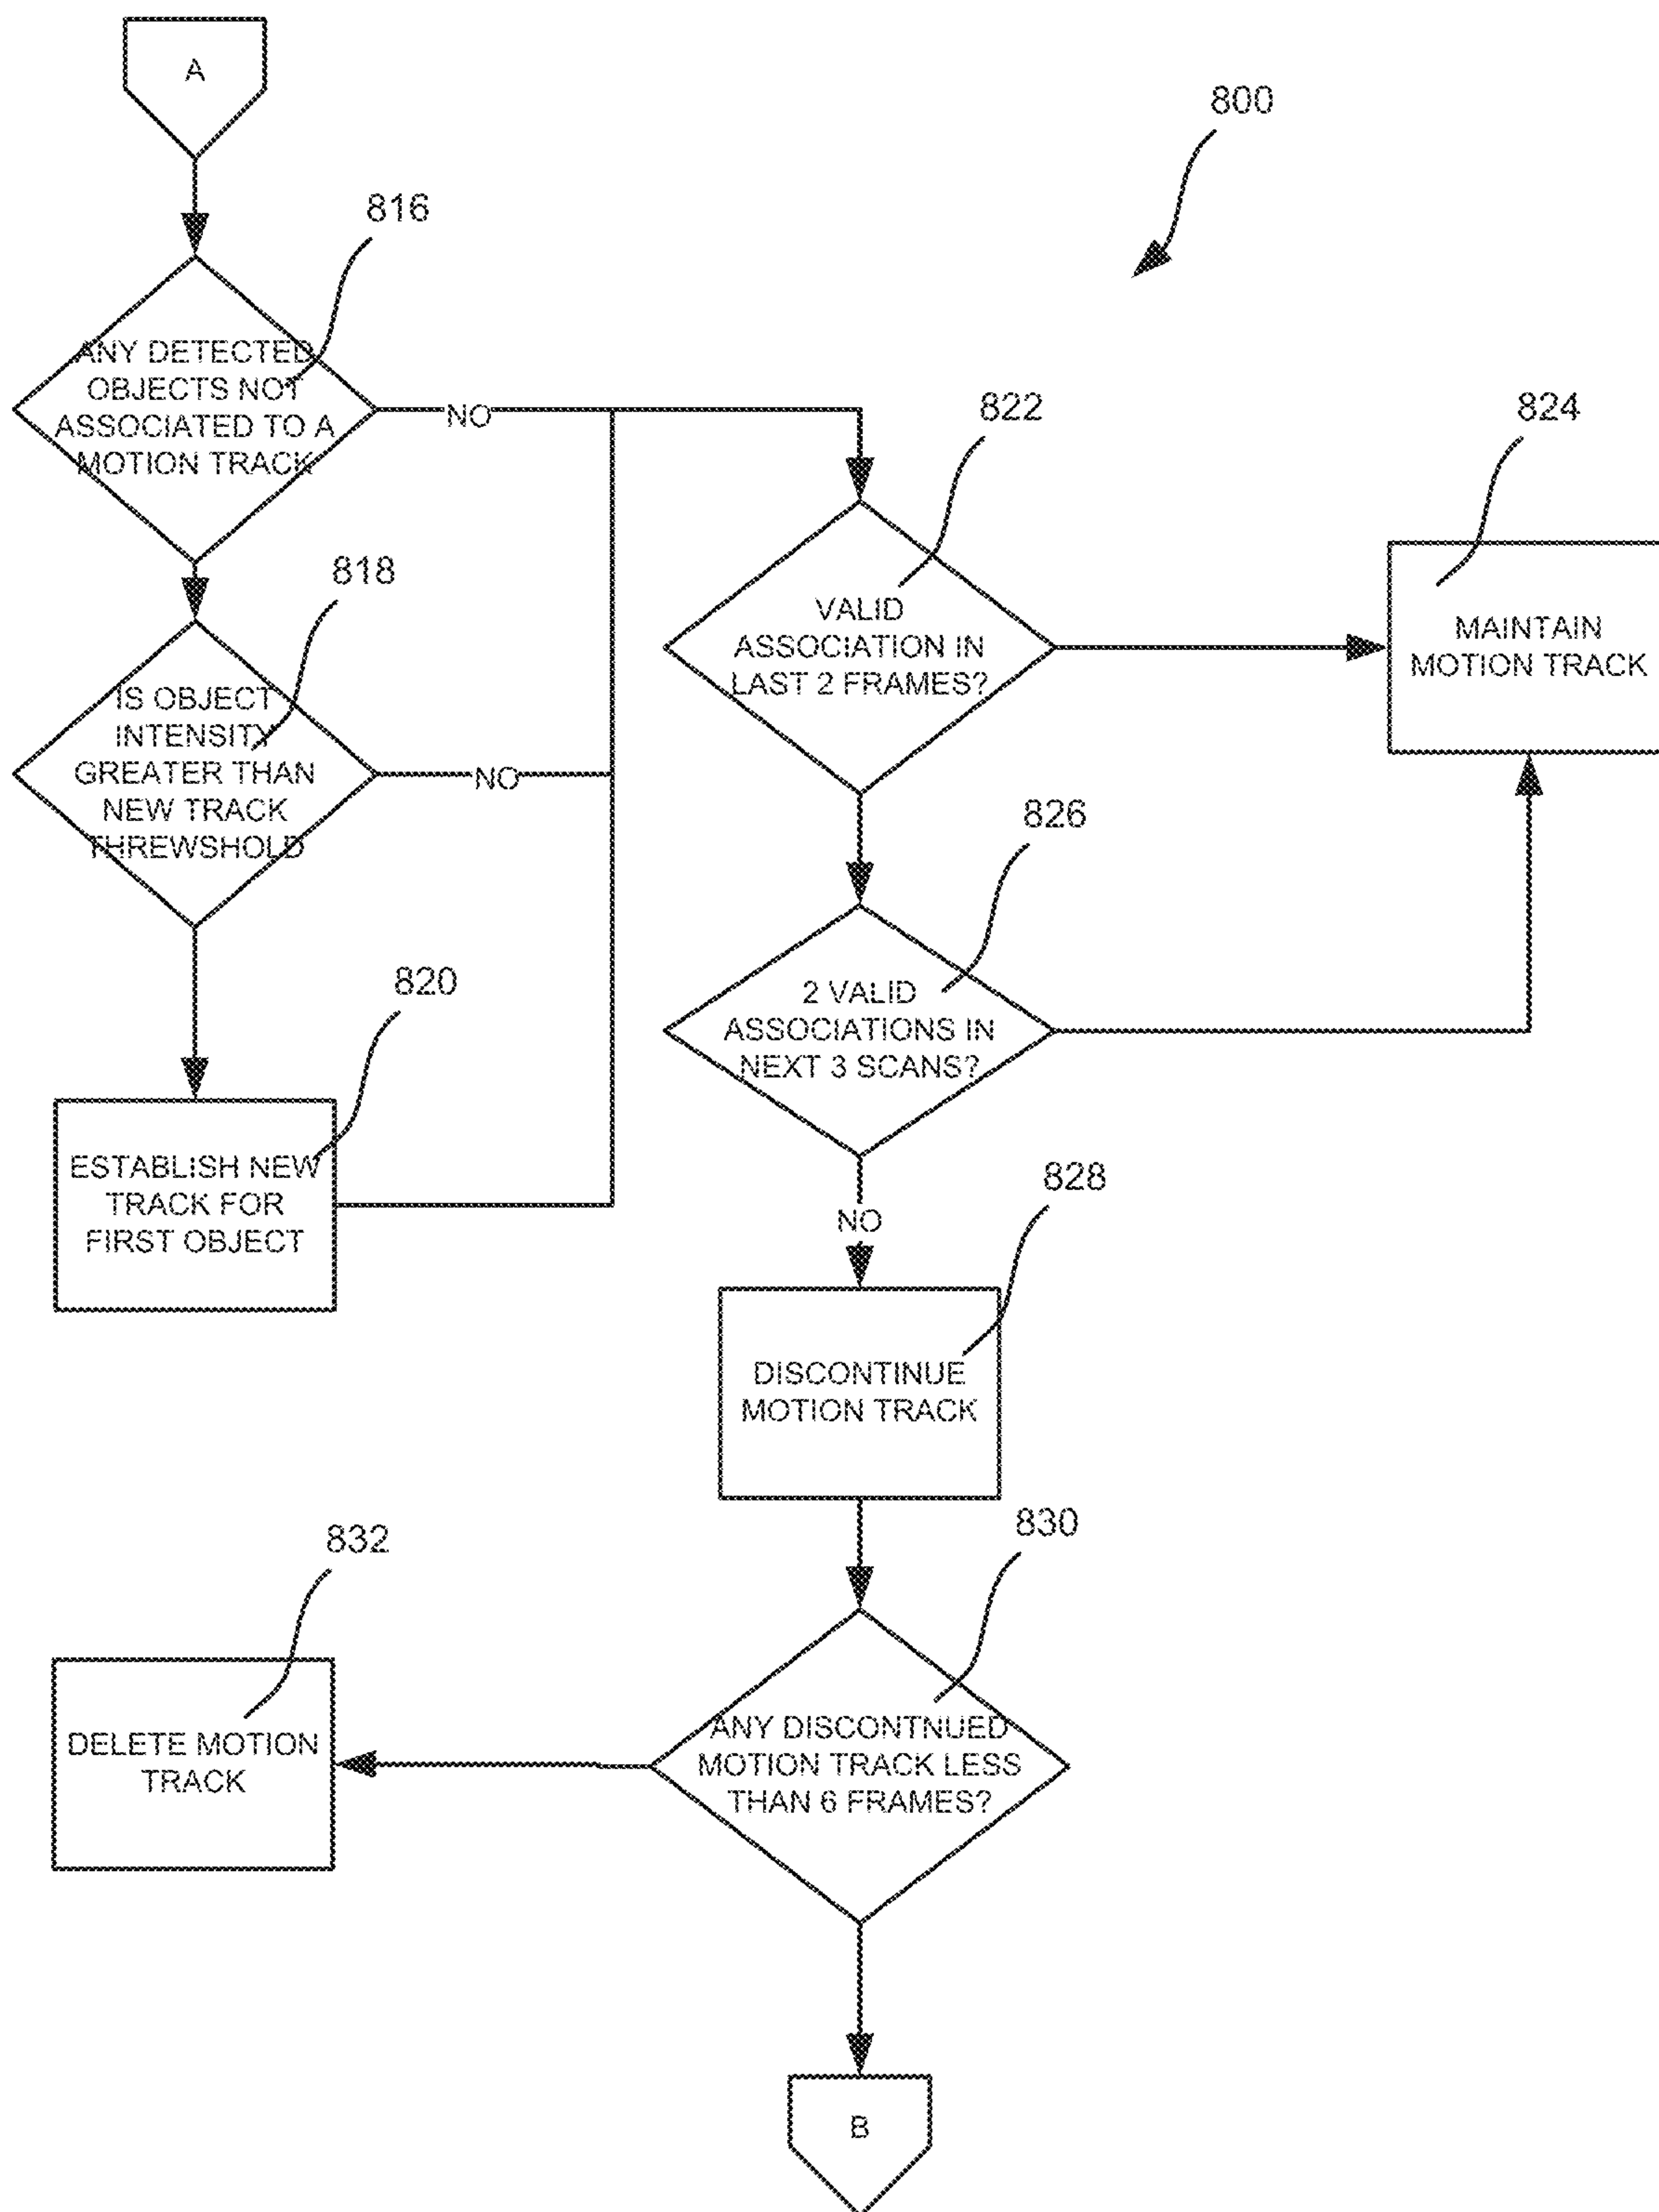 A
800
816
ANY DETECTED
OBJECTS NOT
ASSOCIATED TO A
MOTION TRACK
NO
822
824
818
VALID
ASSOCIATION IN
LAST 2 FRAMES?
MAINTAIN
MOTION TRACK
IS OBJECT
INTENSITY
GREATER THAN
NEW TRACK
THREWSHOLD
NO
826
820
2 VALID
ASSOCIATIONS IN
NEXT 3 SCANS?
ESTABLISH NEW
TRACK FOR
FIRST OBJECT
828
NO
DISCONTINUE
MOTION TRACK
830
832
ANY DISCONTNUED
MOTION TRACK LESS
THAN 6 FRAMES?
DELETE MOTION
TRACK
B